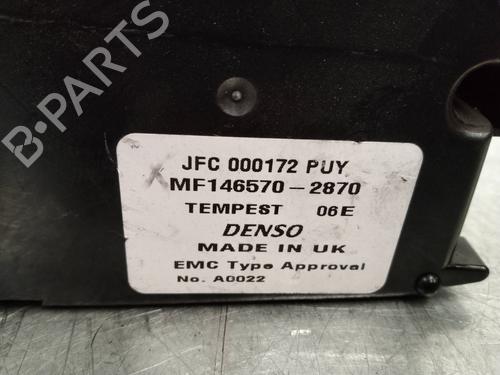 B-PARTS
JFC 000172 PUY
MF146570-2870
TEMPEST 06E
DENSO
MADE IN UK
EMC Type Approval
No. A0022